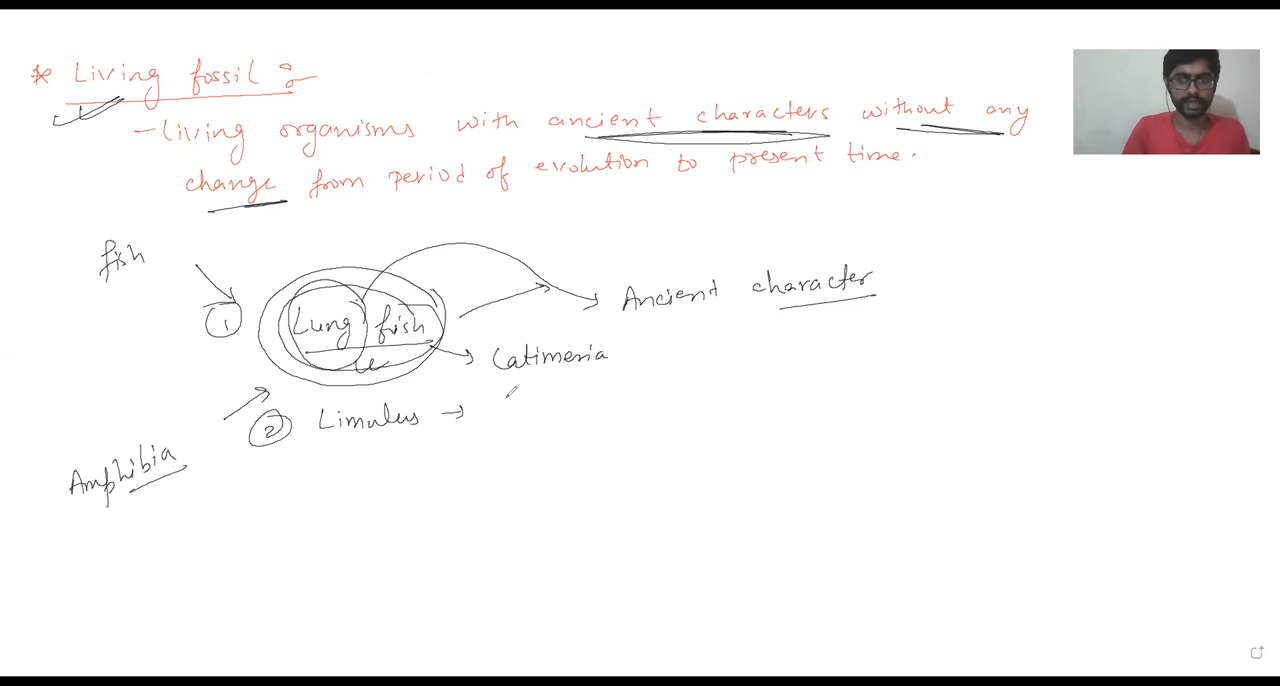 * Living fossil :-
- Living organisms with ancient characters without any
change from period of evolution to present time.
fish
① Lung fish → Ancient character
→ Catimeria
② Limulus →
Amphibia